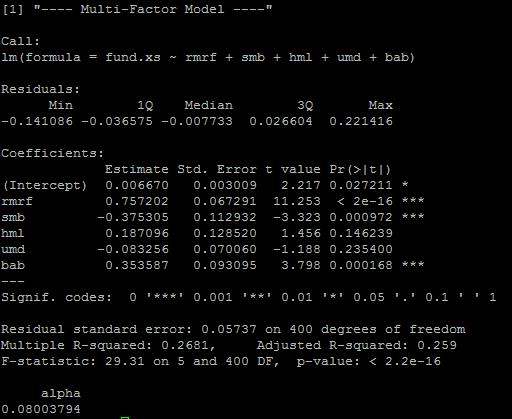 [1] "---- Multi-Factor Model ----"
Call:
lm(formula = fund.xs ~ rmrf + smb + hml + umd + bab)
Residuals:
Min 1Q Median 3Q Max
-0.141086 -0.036575 -0.007733 0.026604 0.221416
Coefficients:
Estimate Std. Error t value Pr(>|t|)
(Intercept) 0.006670 0.003009 2.217 0.027211 *
rmrf 0.757202 0.067291 11.253 < 2e-16 ***
smb -0.375305 0.112932 -3.323 0.000972 ***
hml 0.187096 0.128520 1.456 0.146239
umd -0.083256 0.070060 -1.188 0.235400
bab 0.353587 0.093095 3.798 0.000168 ***
---
Signif. codes: 0 '***' 0.001 '**' 0.01 '*' 0.05 '.' 0.1 ' ' 1
Residual standard error: 0.05737 on 400 degrees of freedom
Multiple R-squared: 0.2681, Adjusted R-squared: 0.259
F-statistic: 29.31 on 5 and 400 DF, p-value: < 2.2e-16
alpha
0.08003794